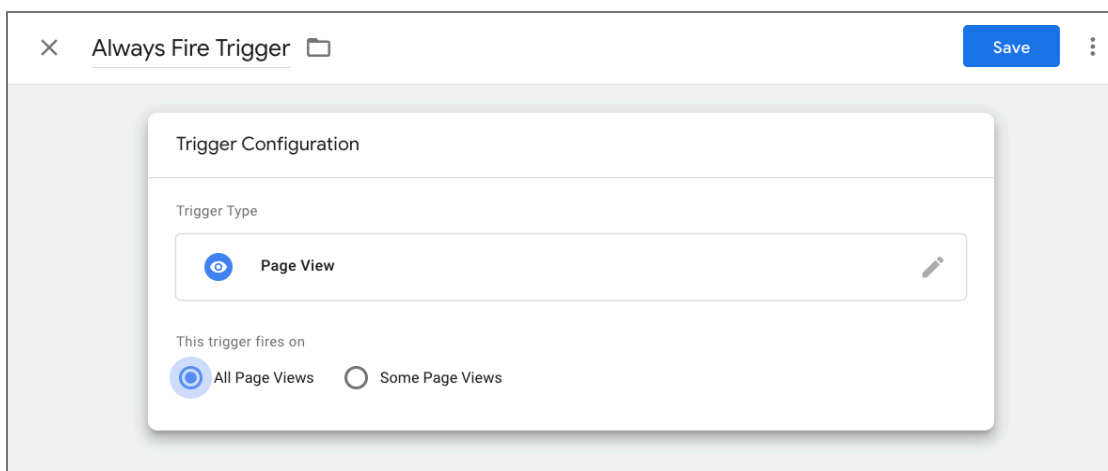 Always Fire Trigger
Save
Trigger Configuration
Trigger Type
Page View
This trigger fires on
All Page Views Some Page Views